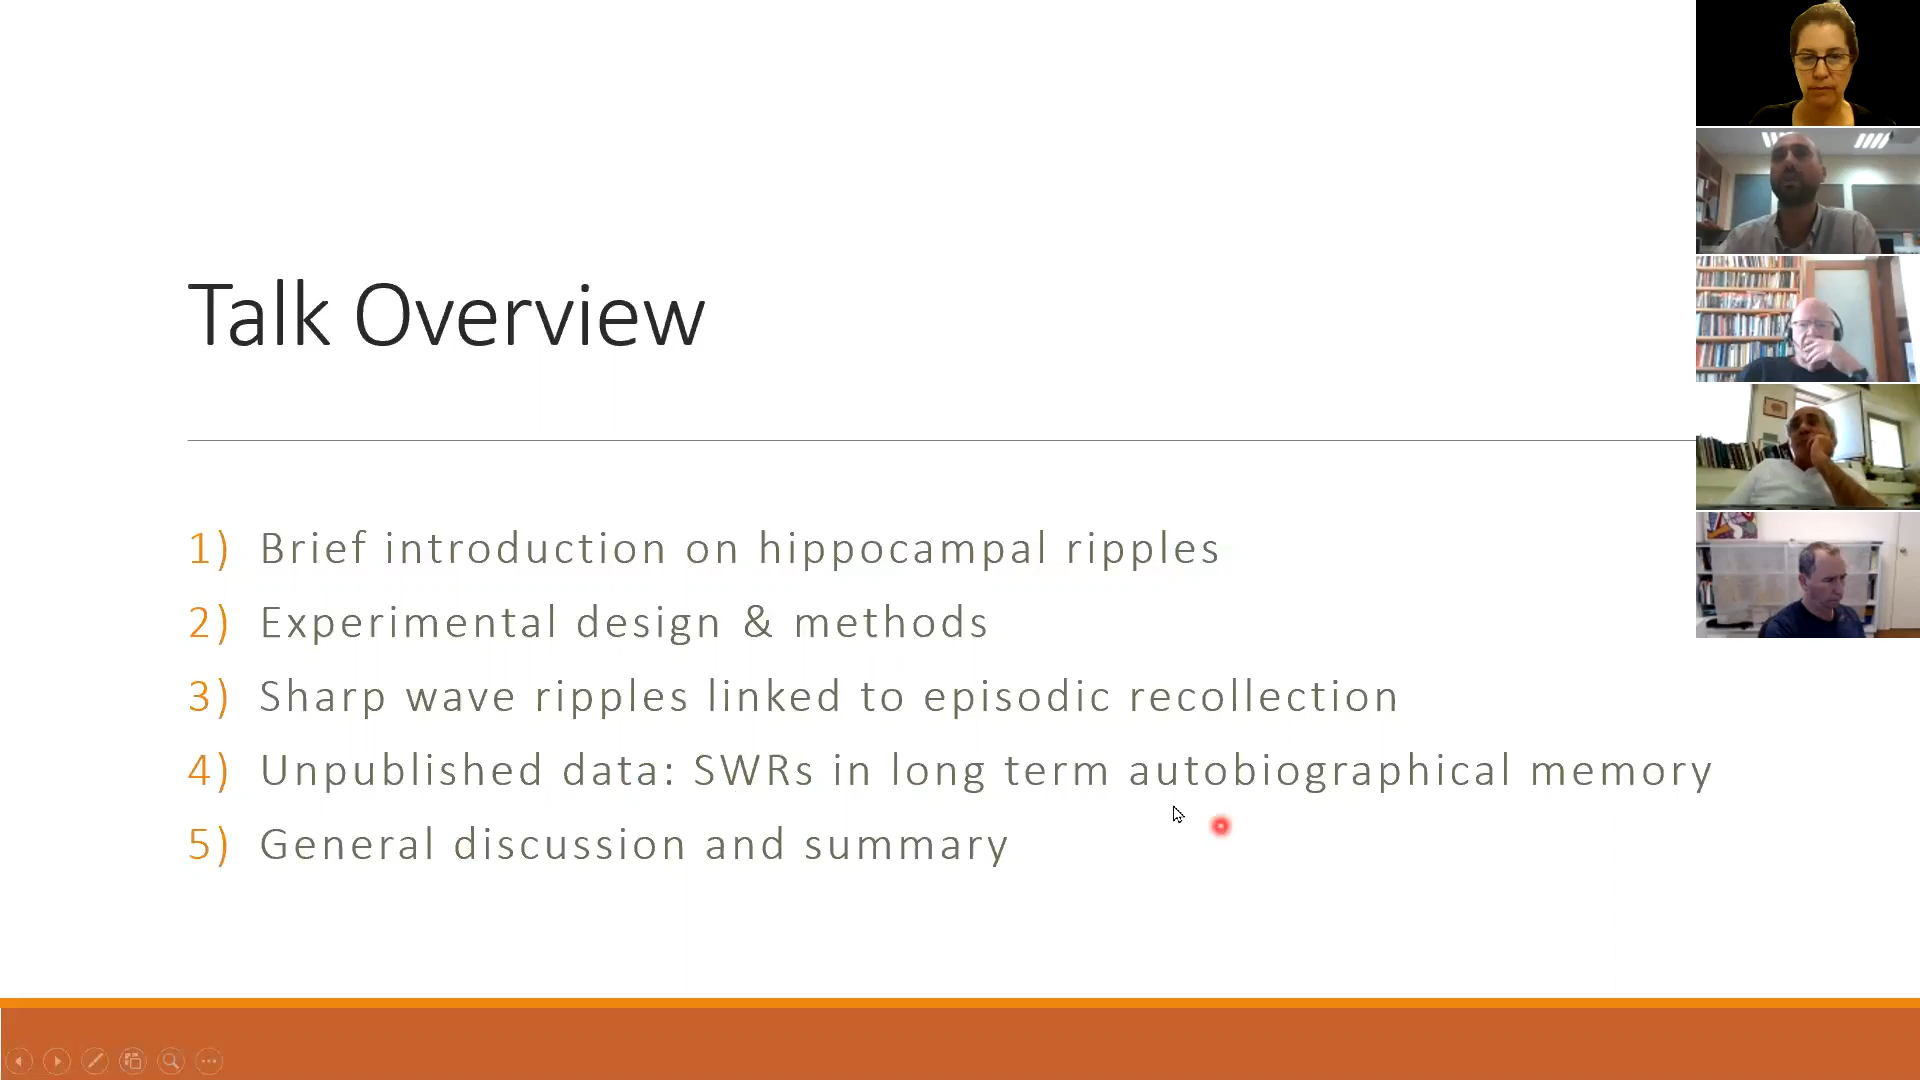 Talk Overview
1) Brief introduction on hippocampal ripples
2) Experimental design & methods
3) Sharp wave ripples linked to episodic recollection
4) Unpublished data: SWRs in long term autobiographical memory
5) General discussion and summary